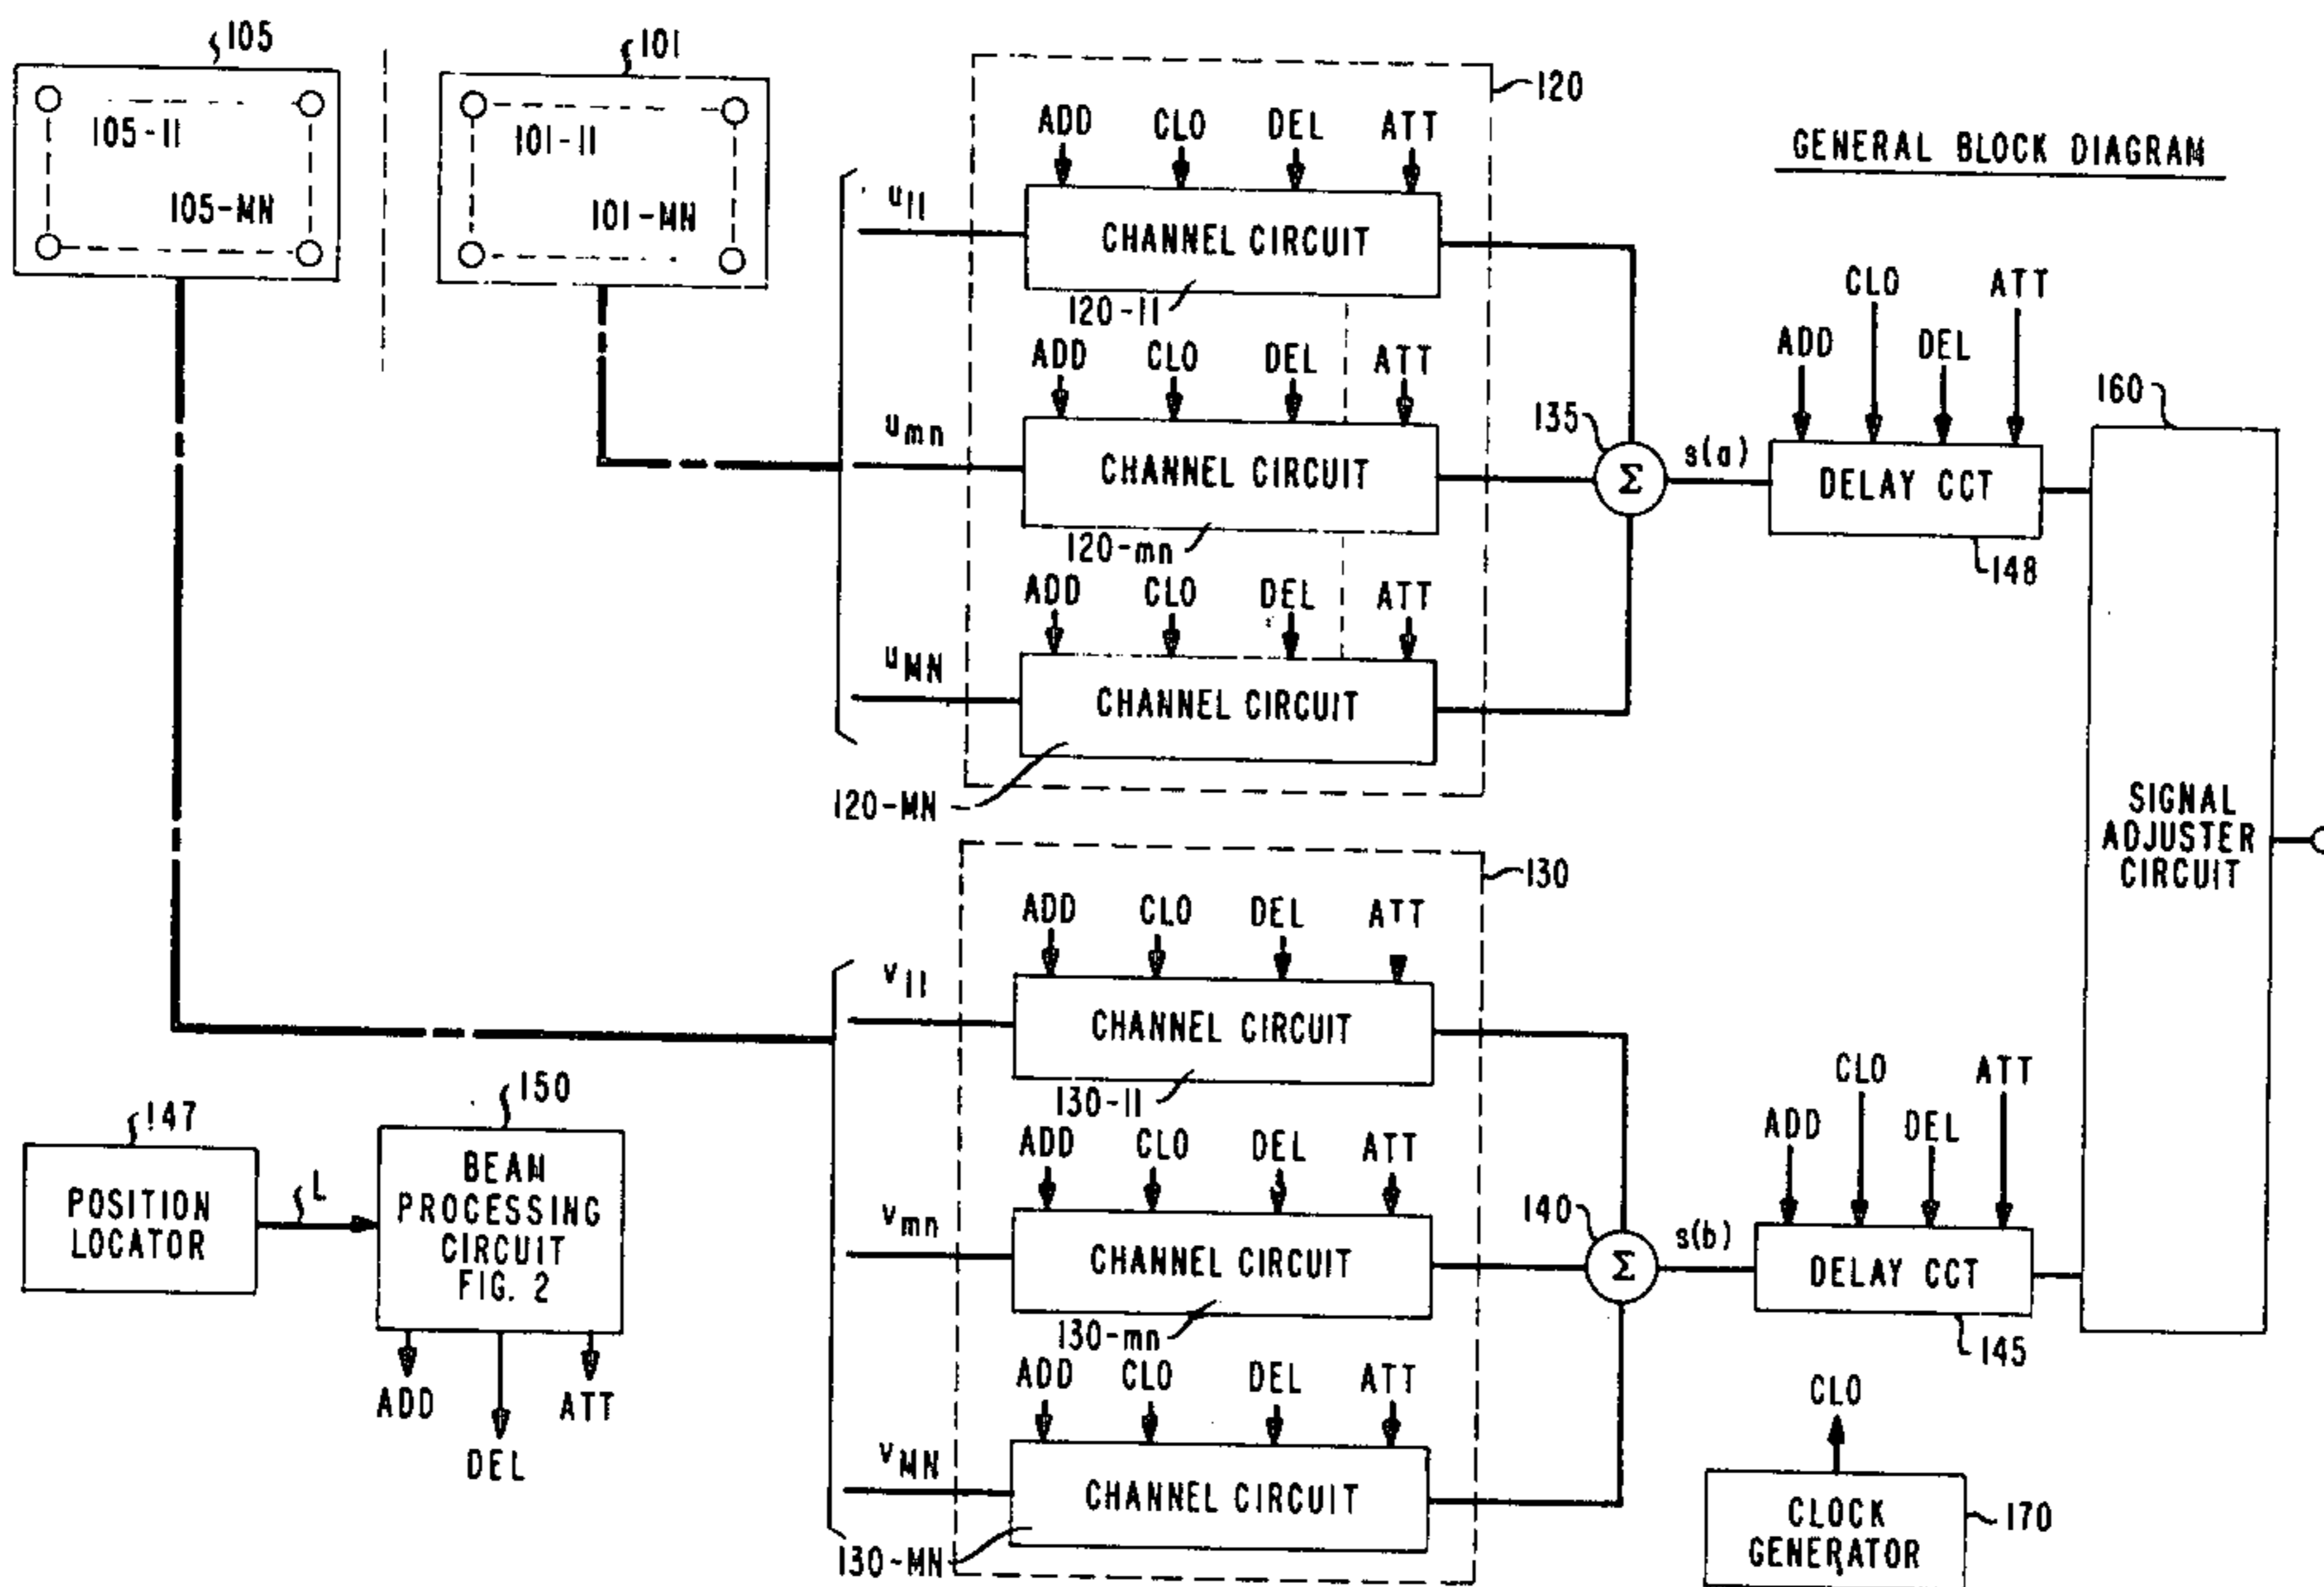 105
105-11
105-MN
101
101-11
101-MN
120
GENERAL BLOCK DIAGRAM
ADD CLO DEL ATT
u11
CHANNEL CIRCUIT
120-11
ADD CLO DEL ATT
umn
CHANNEL CIRCUIT
120-mn
ADD CLO DEL ATT
uMN
CHANNEL CIRCUIT
120-MN
135
Σ
s(a)
ADD CLO DEL ATT
DELAY CCT
148
160
SIGNAL
ADJUSTER
CIRCUIT
130
ADD CLO DEL ATT
v11
CHANNEL CIRCUIT
130-11
ADD CLO DEL ATT
vmn
CHANNEL CIRCUIT
130-mn
ADD CLO DEL ATT
vMN
CHANNEL CIRCUIT
130-MN
140
Σ
s(b)
ADD CLO DEL ATT
DELAY CCT
145
147
POSITION
LOCATOR
L
150
BEAM
PROCESSING
CIRCUIT
FIG. 2
ADD
DEL
ATT
CLO
CLOCK
GENERATOR
170